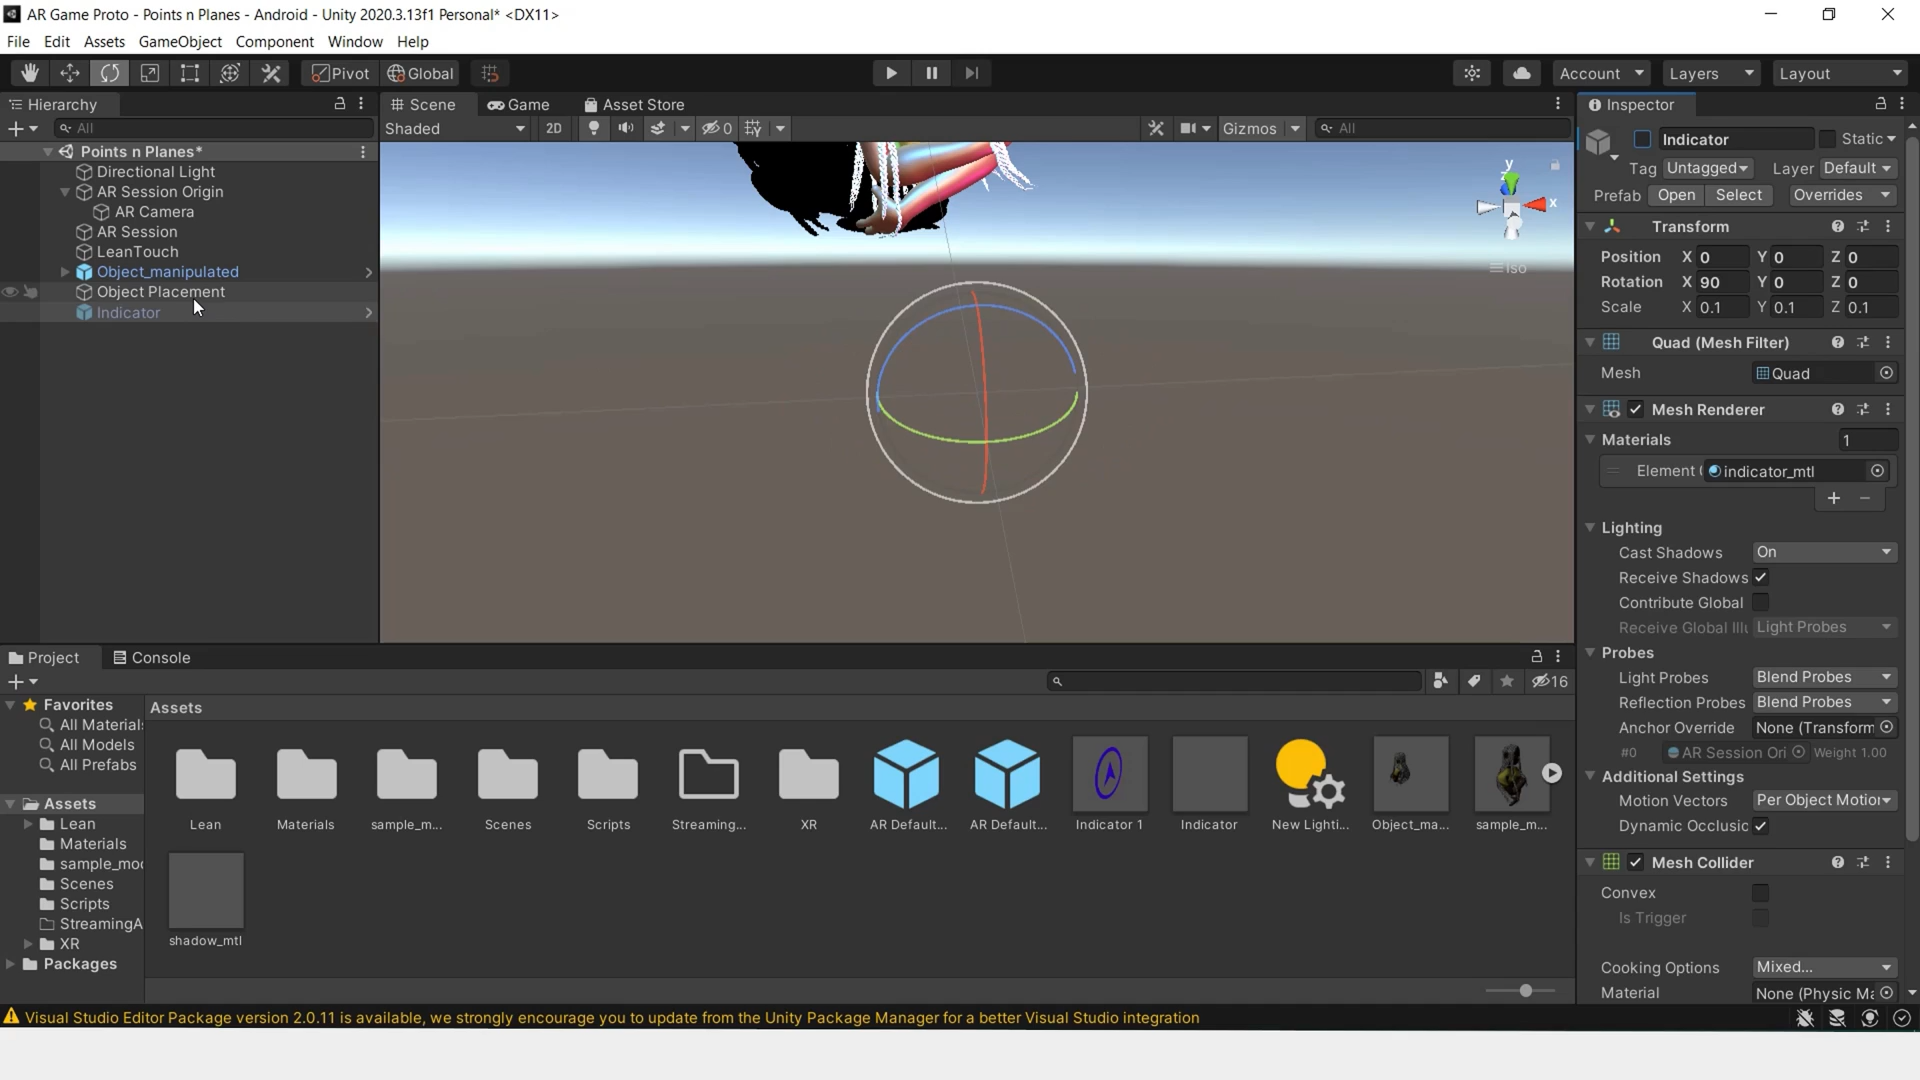 AR Game Proto - Points n Planes - Android - Unity 2020.3.13f1 Personal* <DX11>
File Edit Assets GameObject Component Window Help
Pivot Global Account Layers Layout
Hierarchy
All
Points n Planes*
Directional Light
AR Session Origin
AR Camera
AR Session
LeanTouch
Object_manipulated
Object Placement
Indicator
Scene Game Asset Store
Shaded 2D 0 Gizmos All
y
x
Iso
Inspector
Indicator Static
Tag Untagged Layer Default
Prefab Open Select Overrides
Transform
Position X 0 Y 0 Z 0
Rotation X 90 Y 0 Z 0
Scale X 0.1 Y 0.1 Z 0.1
Quad (Mesh Filter)
Mesh Quad
Mesh Renderer
Materials 1
Element indicator_mtl
Lighting
Cast Shadows On
Receive Shadows
Contribute Global
Receive Global Illu Light Probes
Probes
Light Probes Blend Probes
Reflection Probes Blend Probes
Anchor Override None (Transform
#0 AR Session Ori Weight 1.00
Additional Settings
Motion Vectors Per Object Motion
Dynamic Occlusic
Mesh Collider
Convex
Is Trigger
Cooking Options Mixed...
Material None (Physic Ma
Project Console
16
Favorites
All Materials
All Models
All Prefabs
Assets
Lean
Materials
sample_mod
Scenes
Scripts
StreamingA
XR
Packages
Assets
Lean Materials sample_m... Scenes Scripts Streaming... XR AR Default... AR Default... Indicator 1 Indicator New Lighti... Object_ma... sample_m...
shadow_mtl
Visual Studio Editor Package version 2.0.11 is available, we strongly encourage you to update from the Unity Package Manager for a better Visual Studio integration